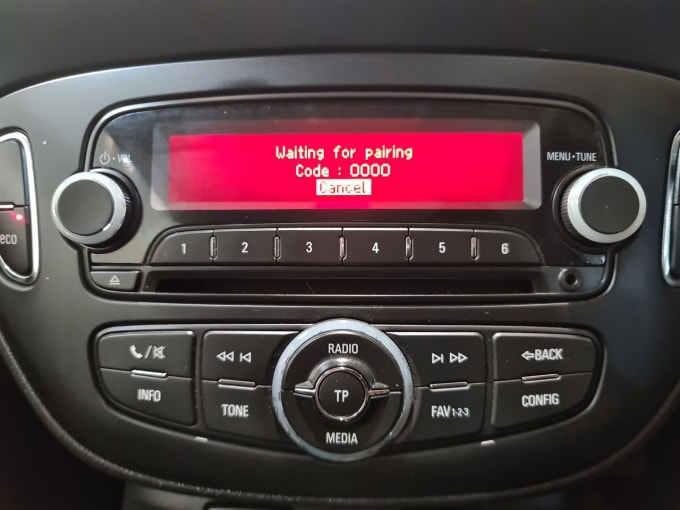 Waiting for pairing
Code : 0000
Cancel
VOL
MENU•TUNE
1 2 3 4 5 6
eco
RADIO
BACK
INFO
TONE
TP
FAV 1-2-3
CONFIG
MEDIA